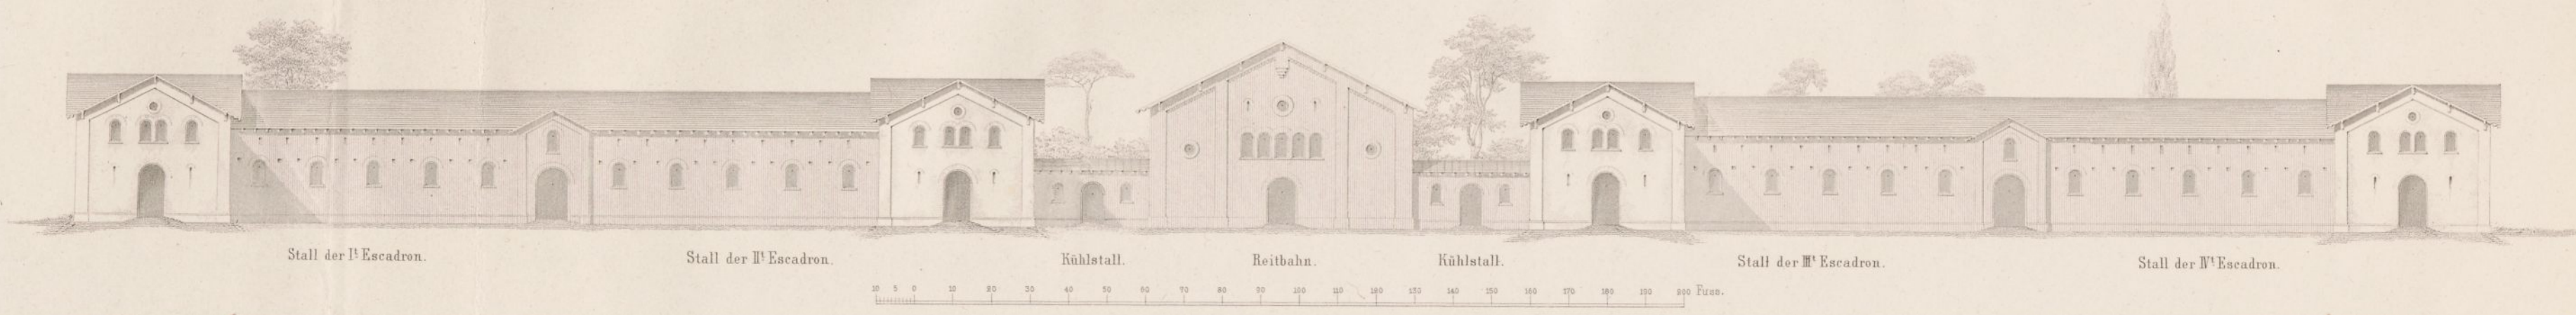 Stall der It Escadron.
Stall der IIt Escadron.
Kühlstall.
Reitbahn.
Kühlstall.
Stall der IIIt Escadron.
Stall der IVt Escadron.
10 5 0 10 20 30 40 50 60 70 80 90 100 110 120 130 140 150 160 170 180 190 200 Fuss.